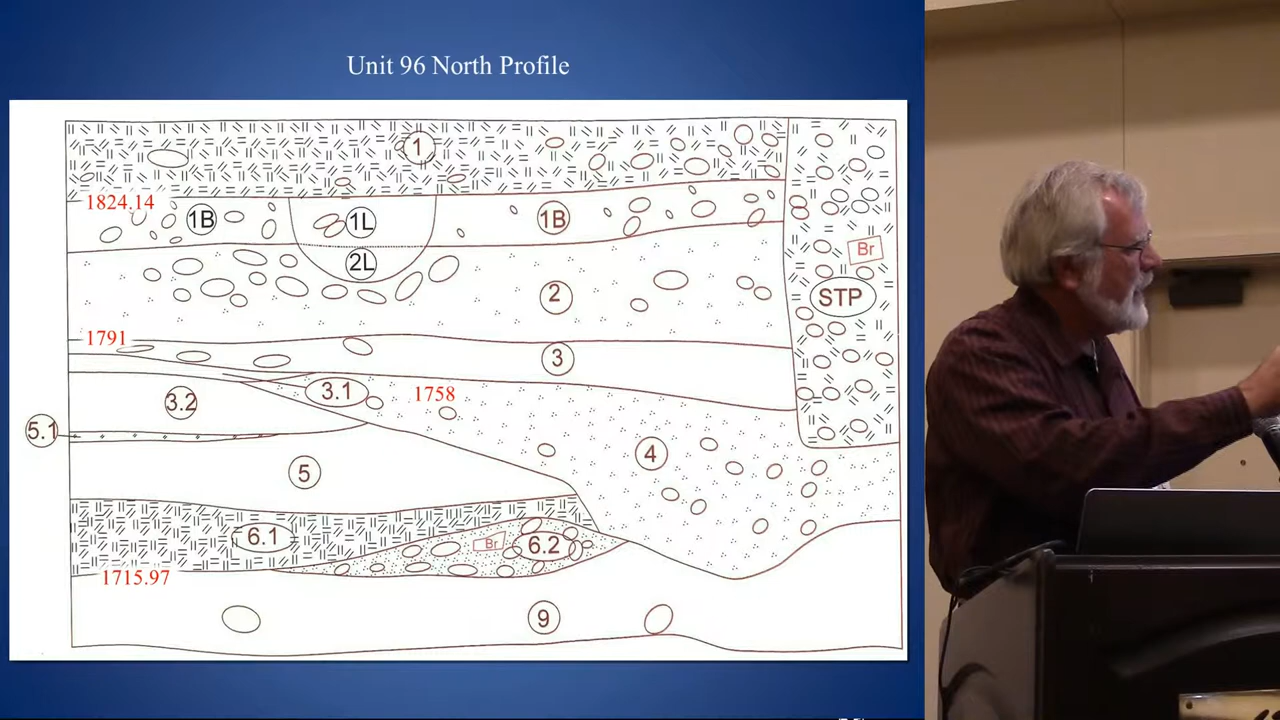 Unit 96 North Profile
1
1824.14
1B
1L
1B
Br
2L
2
STP
1791
3
3.1
1758
3.2
5.1
4
5
6.1
Br
6.2
1715.97
9